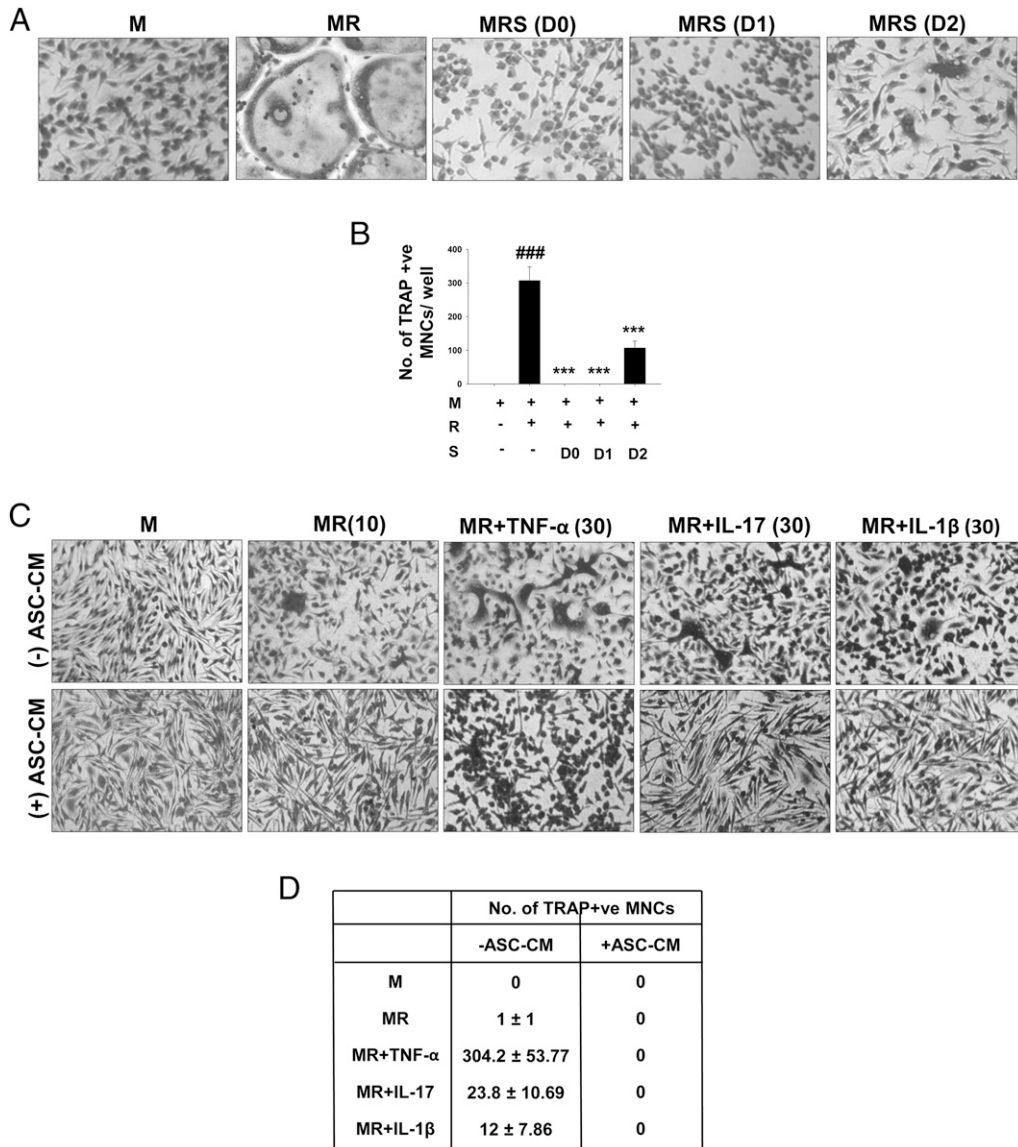 A
M MR MRS (D0) MRS (D1) MRS (D2)
B
No. of TRAP +ve
MNCs/ well
400
300
200
100
0
###
*** *** ***
M + + + + +
R - + + + +
S - - D0 D1 D2
C
M MR(10) MR+TNF-α (30) MR+IL-17 (30) MR+IL-1β (30)
(-) ASC-CM
(+) ASC-CM
D
No. of TRAP+ve MNCs
-ASC-CM +ASC-CM
M 0 0
MR 1 ± 1 0
MR+TNF-α 304.2 ± 53.77 0
MR+IL-17 23.8 ± 10.69 0
MR+IL-1β 12 ± 7.86 0